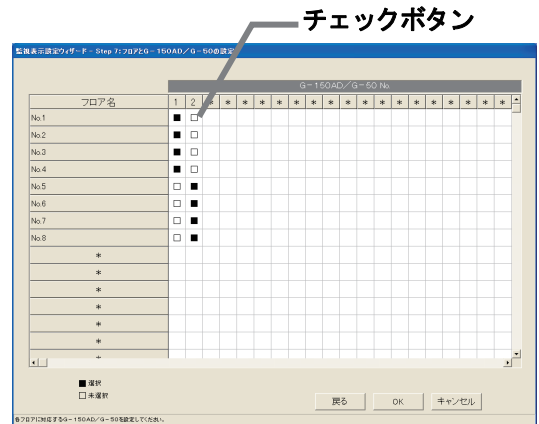 チェックボタン
監視表示設定ウィザード - Step 7:フロアとG－150AD／G－50の設定
G－150AD／G－50 No.
フロア名 1 2 * * * * * * * * * * * * * * * * * *
No.1 ■ □
No.2 ■ □
No.3 ■ □
No.4 ■ □
No.5 □ ■
No.6 □ ■
No.7 □ ■
No.8 □ ■
*
*
*
*
*
*
*
■ 選択
□ 未選択
戻る OK キャンセル
各フロアに対応するG－150AD／G－50を設定してください。